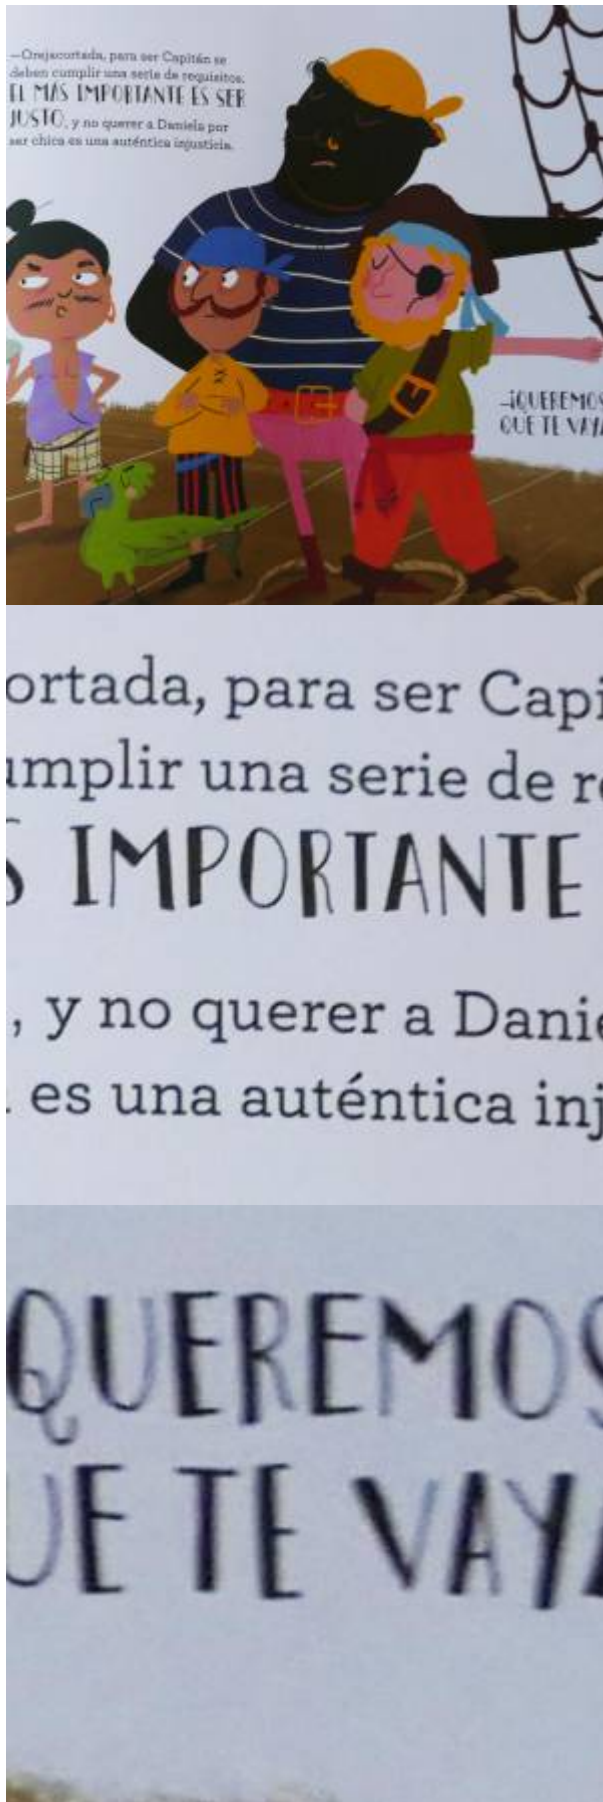 —Orejacortada, para ser Capitán se
deben cumplir una serie de requisitos.
EL MÁS IMPORTANTE ES SER
JUSTO, y no querer a Daniela por
ser chica es una auténtica injusticia.
—¡QUEREMOS
QUE TE VAYA
ortada, para ser Capi
umplir una serie de re
S IMPORTANTE
, y no querer a Danie
. es una auténtica inj
QUEREMOS
UE TE VAYA